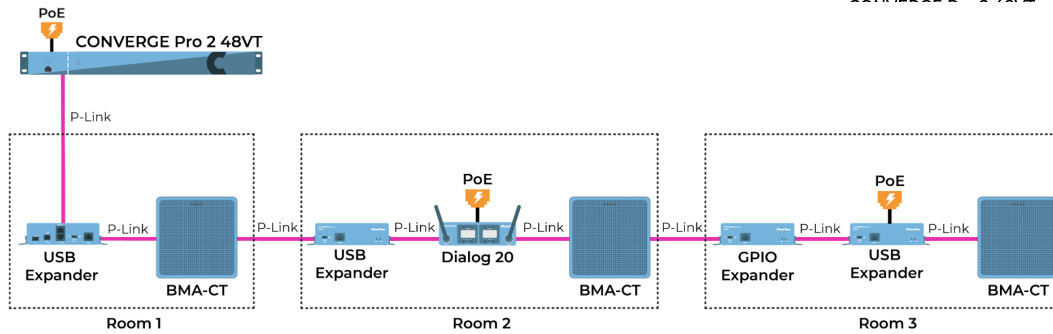 PoE
CONVERGE Pro 2 48VT
P-Link
P-Link
USB
Expander
BMA-CT
Room 1
P-Link
USB
Expander
P-Link
PoE
Dialog 20
P-Link
BMA-CT
Room 2
P-Link
GPIO
Expander
P-Link
PoE
USB
Expander
P-Link
BMA-CT
Room 3